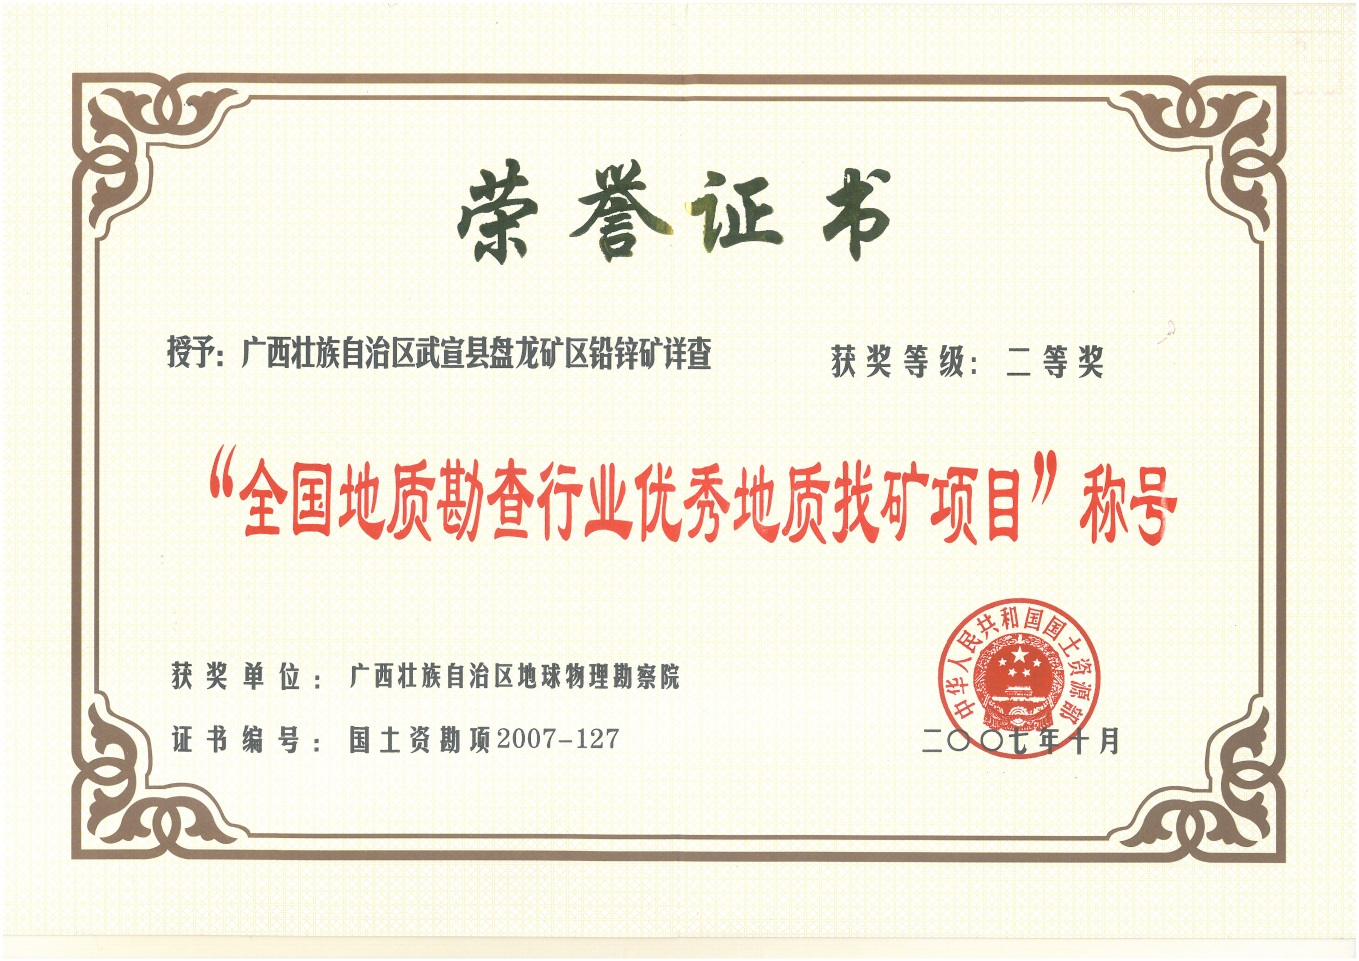 荣誉证书
授予：广西壮族自治区武宣县盘龙矿区铅锌矿详查
获奖等级：二等奖
“全国地质勘查行业优秀地质找矿项目”称号
获奖单位：广西壮族自治区地球物理勘察院
证书编号：国土资勘项2007-127
中华人民共和国国土资源部
二〇〇七年十月